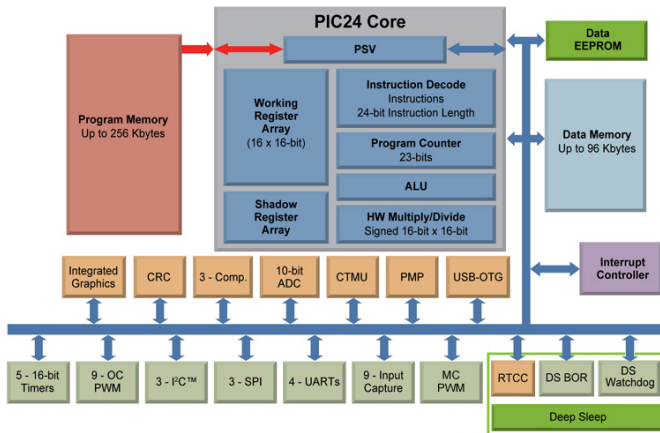 PIC24 Core
PSV
Data
EEPROM
Program Memory
Up to 256 Kbytes
Working
Register
Array
(16 x 16-bit)
Instruction Decode
Instructions
24-bit Instruction Length
Program Counter
23-bits
ALU
Shadow
Register
Array
HW Multiply/Divide
Signed 16-bit x 16-bit
Data Memory
Up to 96 Kbytes
Interrupt
Controller
Integrated
Graphics
CRC
3 - Comp.
10-bit
ADC
CTMU
PMP
USB-OTG
5 - 16-bit
Timers
9 - OC
PWM
3 - I²C™
3 - SPI
4 - UARTs
9 - Input
Capture
MC
PWM
RTCC
DS BOR
DS
Watchdog
Deep Sleep